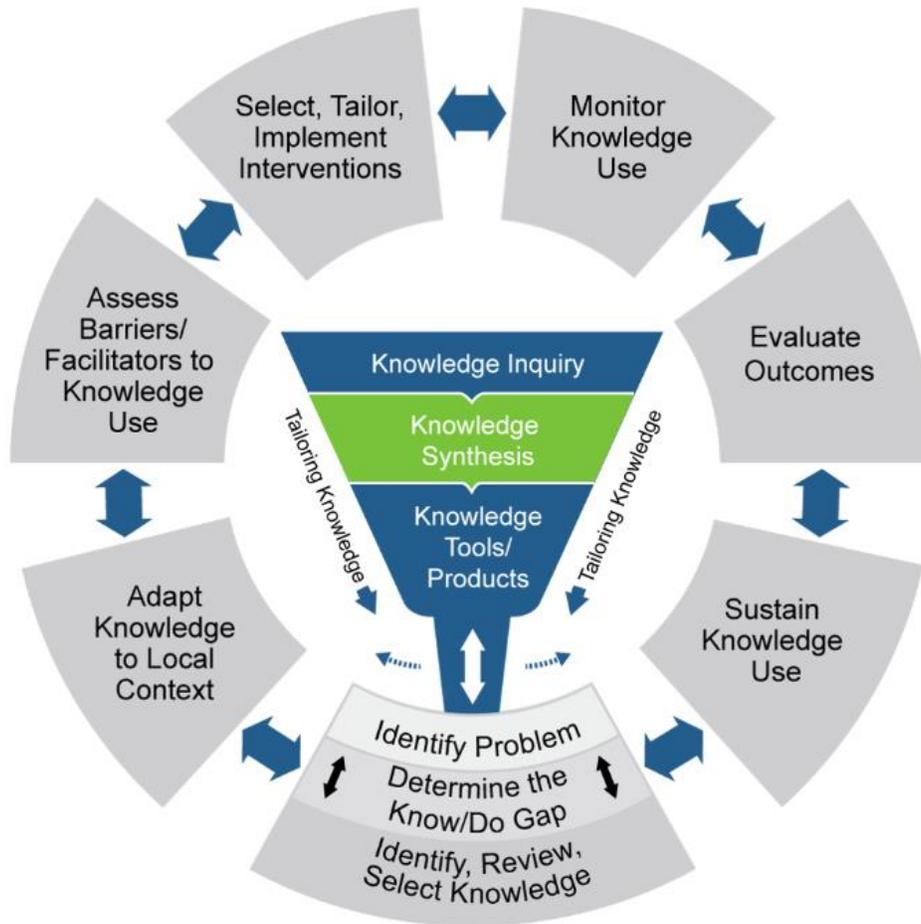 Select, Tailor,
Implement
Interventions
Monitor
Knowledge
Use
Assess
Barriers/
Facilitators to
Knowledge
Use
Evaluate
Outcomes
Knowledge Inquiry
Knowledge
Synthesis
Knowledge
Tools/
Products
Tailoring Knowledge
Tailoring Knowledge
Adapt
Knowledge
to Local
Context
Sustain
Knowledge
Use
Identify Problem
Determine the
Know/Do Gap
Identify, Review,
Select Knowledge